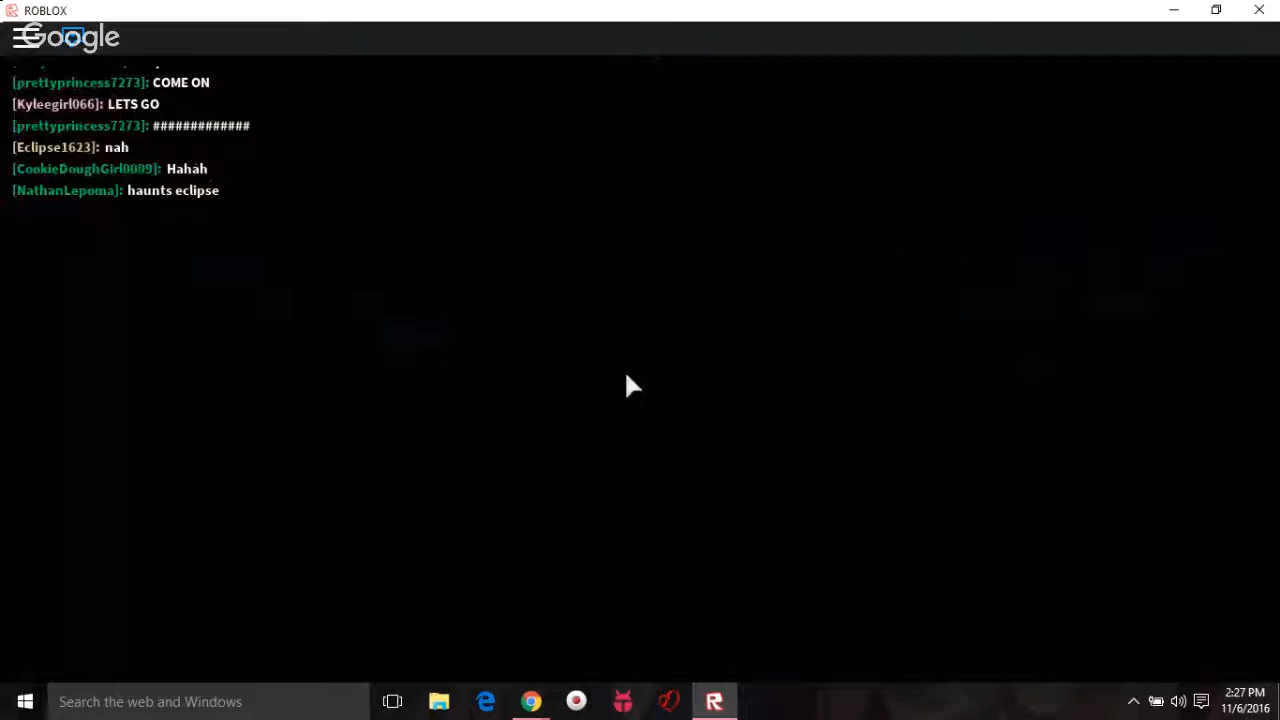 ROBLOX
Google
[prettyprincess7273]: COME ON
[Kyleegirl066]: LETS GO
[prettyprincess7273]: #############
[Eclipse1623]: nah
[CookieDoughGirl0009]: Hahah
[NathanLepoma]: haunts eclipse
Search the web and Windows
2:27 PM
11/6/2016